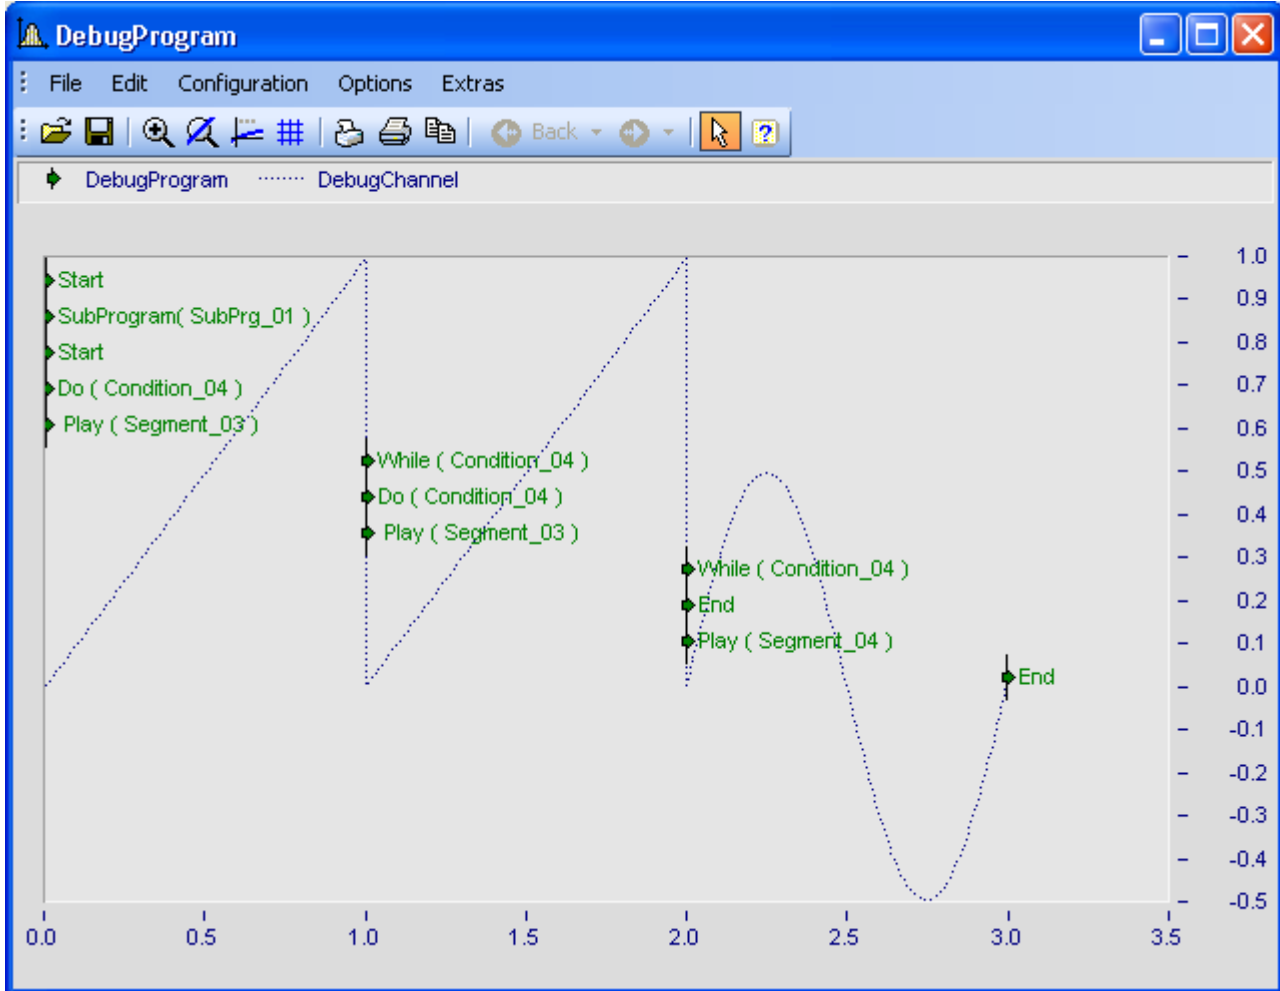 DebugProgram
File Edit Configuration Options Extras
Back
DebugProgram DebugChannel
Start
SubProgram( SubPrg_01 )
Start
Do ( Condition_04 )
Play ( Segment_03 )
While ( Condition_04 )
Do ( Condition_04 )
Play ( Segment_03 )
While ( Condition_04 )
End
Play ( Segment_04 )
End
1.0
0.9
0.8
0.7
0.6
0.5
0.4
0.3
0.2
0.1
0.0
-0.1
-0.2
-0.3
-0.4
-0.5
0.0 0.5 1.0 1.5 2.0 2.5 3.0 3.5